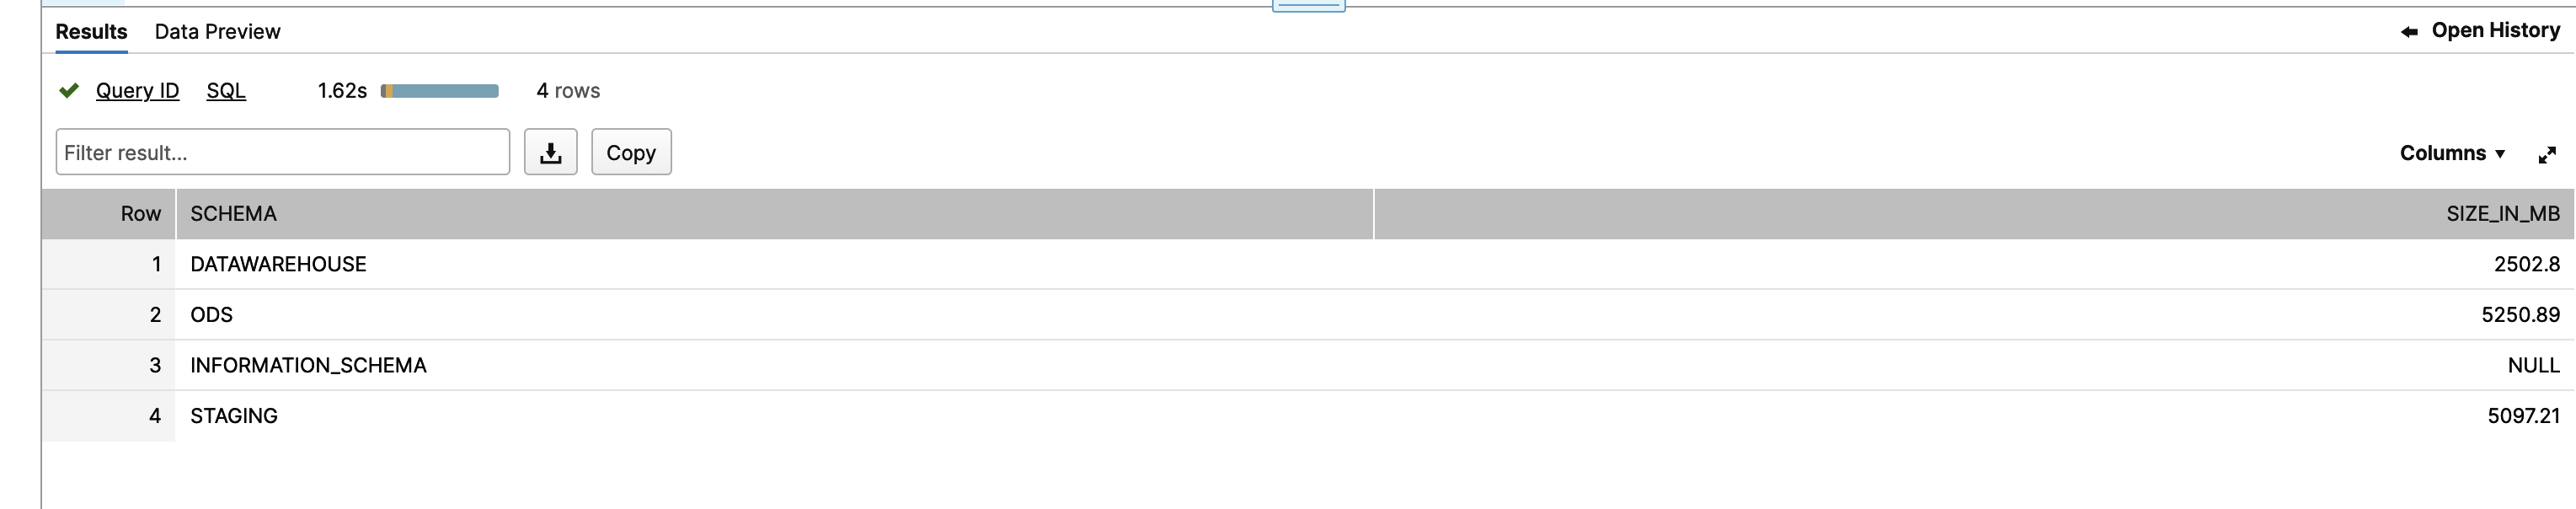 Results Data Preview Open History
Query ID SQL 1.62s 4 rows
Filter result... Copy Columns
Row SCHEMA SIZE_IN_MB
1 DATAWAREHOUSE 2502.8
2 ODS 5250.89
3 INFORMATION_SCHEMA NULL
4 STAGING 5097.21